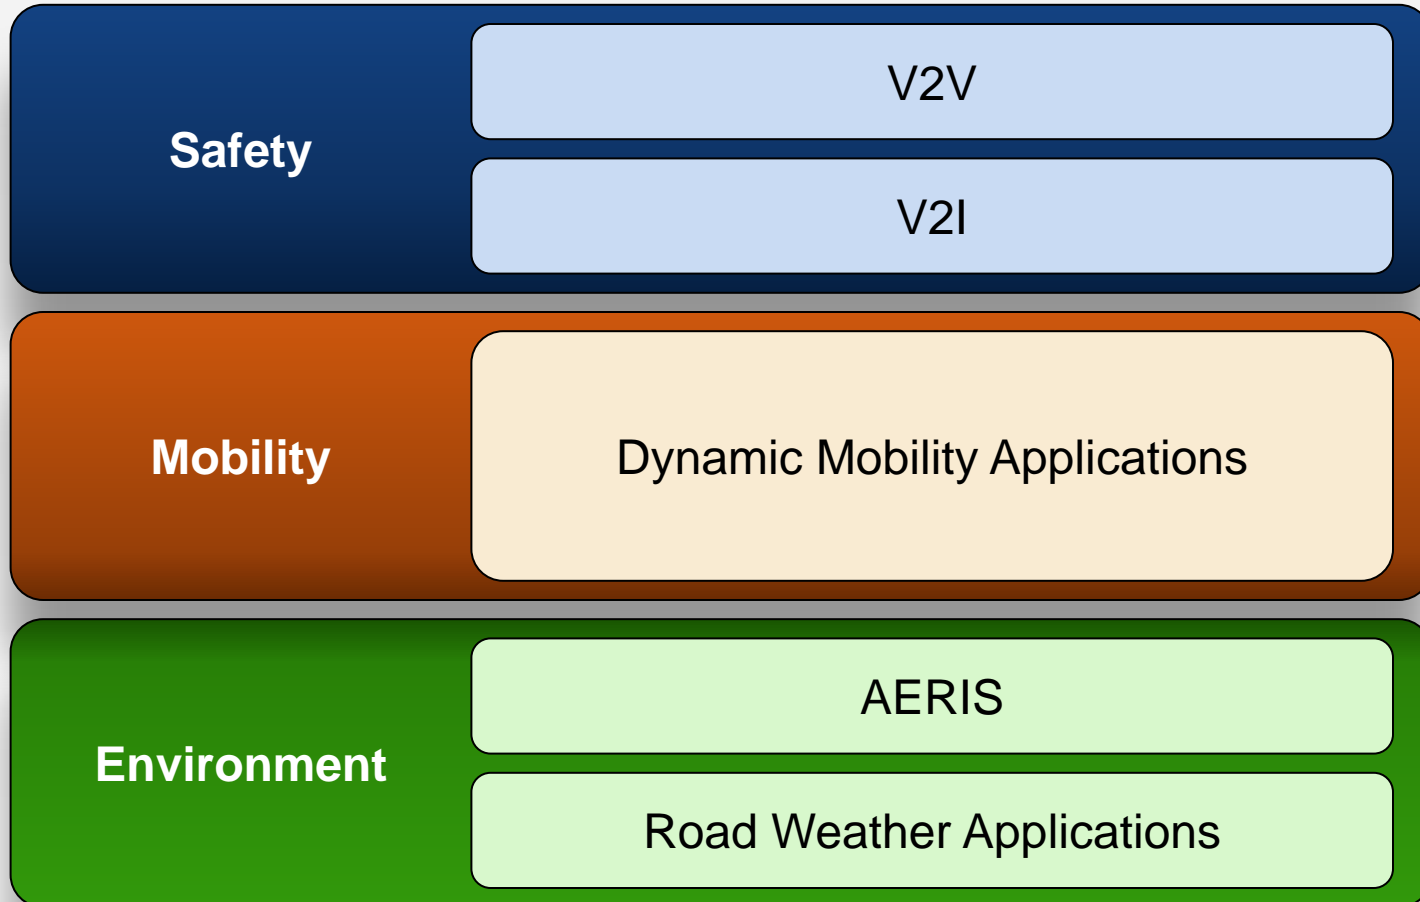 Safety
V2V
V2I
Mobility
Dynamic Mobility Applications
Environment
AERIS
Road Weather Applications